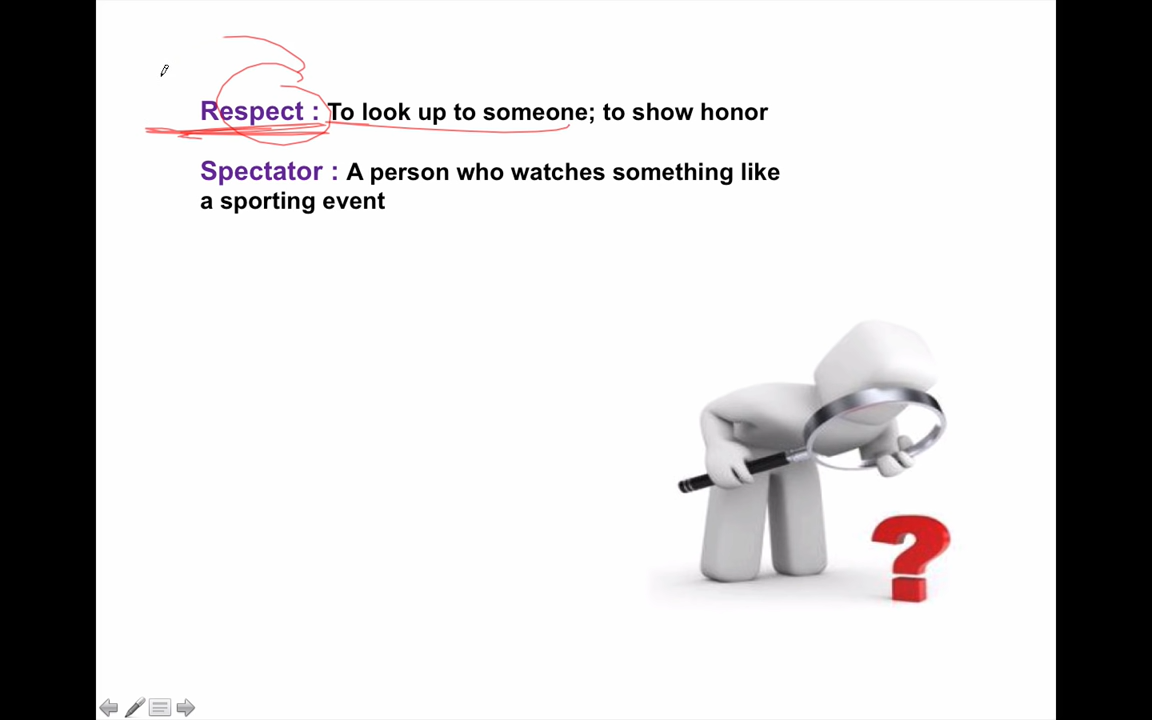 Respect : To look up to someone; to show honor
Spectator : A person who watches something like
a sporting event
?